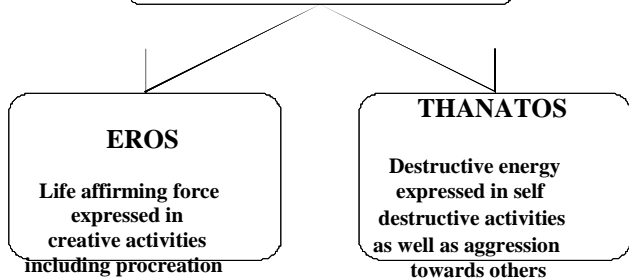 EROS
Life affirming force
expressed in
creative activities
including procreation
THANATOS
Destructive energy
expressed in self
destructive activities
as well as aggression
towards others